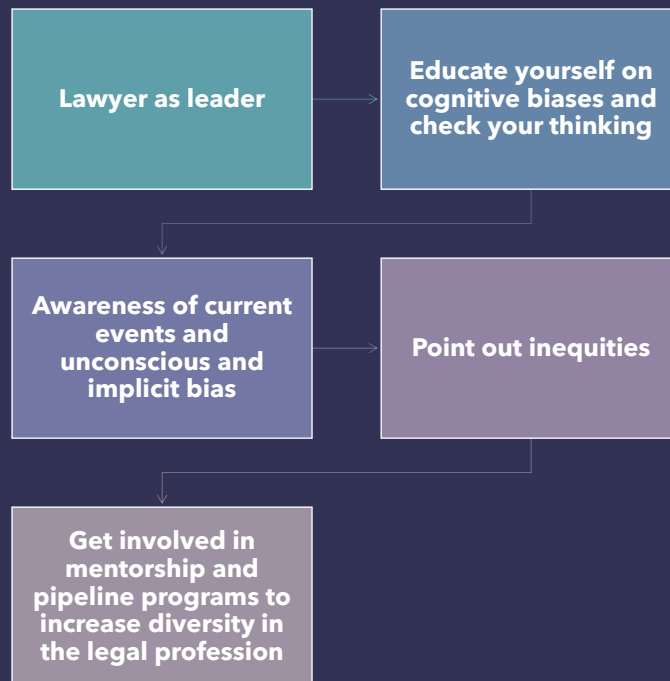 Lawyer as leader
Educate yourself on
cognitive biases and
check your thinking
Awareness of current
events and
unconscious and
implicit bias
Point out inequities
Get involved in
mentorship and
pipeline programs to
increase diversity in
the legal profession